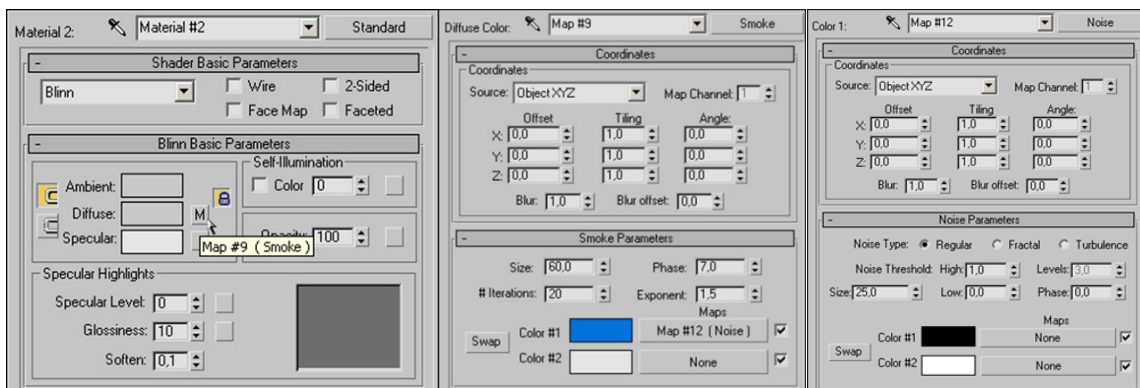 Material 2: Material #2 Standard
- Shader Basic Parameters
Blinn Wire 2-Sided
Face Map Faceted
- Blinn Basic Parameters
Self-Illumination
Ambient: Color 0
Diffuse: M
Specular: Opacity: 100
Map #9 ( Smoke )
Specular Highlights
Specular Level: 0
Glossiness: 10
Soften: 0,1
Diffuse Color: Map #9 Smoke
- Coordinates
Coordinates
Source: Object XYZ Map Channel: 1
Offset Tiling Angle:
X: 0,0 1,0 0,0
Y: 0,0 1,0 0,0
Z: 0,0 1,0 0,0
Blur: 1,0 Blur offset: 0,0
- Smoke Parameters
Size: 60,0 Phase: 7,0
# Iterations: 20 Exponent: 1,5
Maps
Swap Color #1 Map #12 ( Noise )
Color #2 None
Color 1: Map #12 Noise
- Coordinates
Coordinates
Source: Object XYZ Map Channel: 1
Offset Tiling Angle:
X: 0,0 1,0 0,0
Y: 0,0 1,0 0,0
Z: 0,0 1,0 0,0
Blur: 1,0 Blur offset: 0,0
- Noise Parameters
Noise Type: Regular Fractal Turbulence
Noise Threshold: High: 1,0 Levels: 3,0
Size: 25,0 Low: 0,0 Phase: 0,0
Maps
Swap Color #1 None
Color #2 None